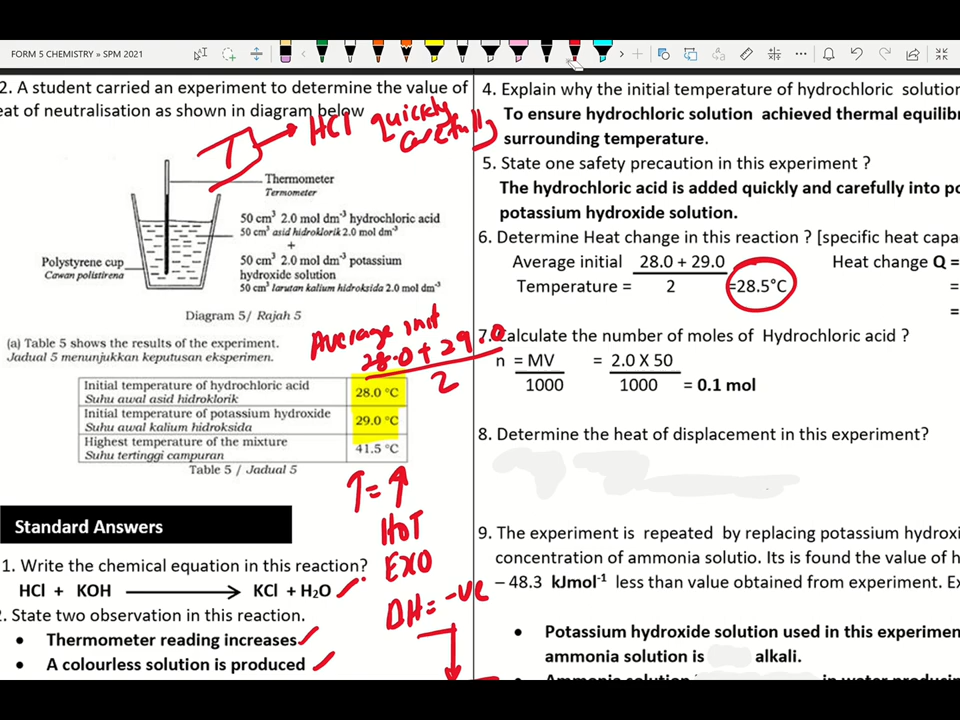 FORM 5 CHEMISTRY » SPM 2021
2. A student carried an experiment to determine the value of
eat of neutralisation as shown in diagram below
HCl quickly
carefully
Thermometer
Termometer
50 cm³ 2.0 mol dm⁻³ hydrochloric acid
50 cm³ asid hidroklorik 2.0 mol dm⁻³
+
Polystyrene cup
Cawan polistirena
50 cm³ 2.0 mol dm⁻³ potassium
hydroxide solution
50 cm³ larutan kalium hidroksida 2.0 mol dm⁻³
Diagram 5/ Rajah 5
Average init
28.0 + 29.0
2
(a) Table 5 shows the results of the experiment.
Jadual 5 menunjukkan keputusan eksperimen.
Initial temperature of hydrochloric acid
Suhu awal asid hidroklorik
28.0 °C
Initial temperature of potassium hydroxide
Suhu awal kalium hidroksida
29.0 °C
Highest temperature of the mixture
Suhu tertinggi campuran
41.5 °C
Table 5 / Jadual 5
T = ↑
HOT
EXO
ΔH = -ve
Standard Answers
1. Write the chemical equation in this reaction?
HCl + KOH ⟶ KCl + H₂O
2. State two observation in this reaction.
• Thermometer reading increases
• A colourless solution is produced
4. Explain why the initial temperature of hydrochloric solution
To ensure hydrochloric solution achieved thermal equilibr
surrounding temperature.
5. State one safety precaution in this experiment ?
The hydrochloric acid is added quickly and carefully into po
potassium hydroxide solution.
6. Determine Heat change in this reaction ? [specific heat capa
Average initial 28.0 + 29.0 Heat change Q =
Temperature = 2 =28.5°C =
=
7. Calculate the number of moles of Hydrochloric acid ?
n = MV = 2.0 X 50
1000 1000 = 0.1 mol
8. Determine the heat of displacement in this experiment?
9. The experiment is repeated by replacing potassium hydroxi
concentration of ammonia solutio. Its is found the value of h
– 48.3 kJmol⁻¹ less than value obtained from experiment. Ex
• Potassium hydroxide solution used in this experimen
ammonia solution is alkali.
• Ammonia solution in water producin